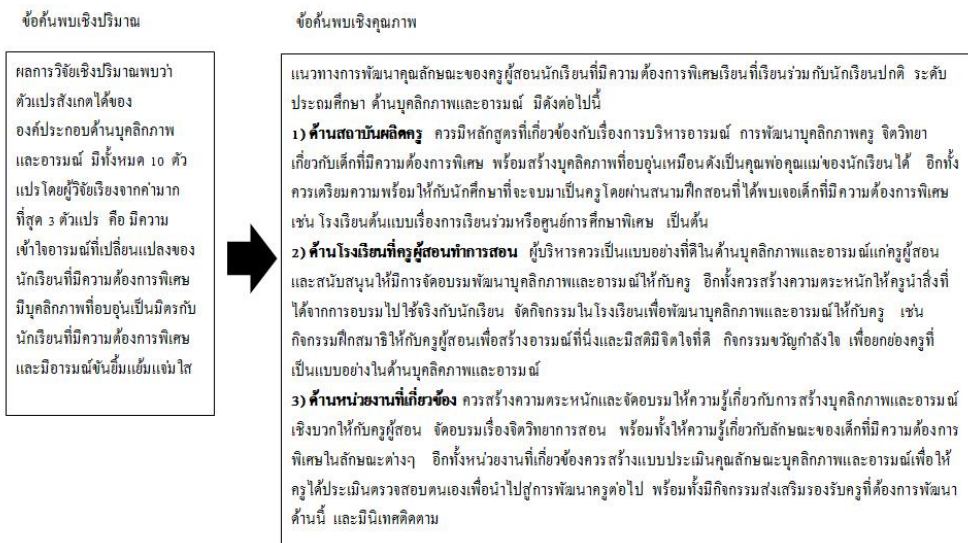 ข้อค้นพบเชิงปริมาณ
ผลการวิจัยเชิงปริมาณพบว่า
ตัวแปรสังเกตได้ของ
องค์ประกอบด้านบุคลิกภาพ
และอารมณ์ มีทั้งหมด 10 ตัว
แปร โดยผู้วิจัยเรียงจากค่ามาก
ที่สุด 3 ตัวแปร คือ มีความ
เข้าใจอารมณ์ที่เปลี่ยนแปลงของ
นักเรียนที่มีความต้องการพิเศษ
มีบุคลิกภาพที่อบอุ่นเป็นมิตรกับ
นักเรียนที่มีความต้องการพิเศษ
และมีอารมณ์ขันยิ้มแย้มแจ่มใส
ข้อค้นพบเชิงคุณภาพ
แนวทางการพัฒนาคุณลักษณะของครูผู้สอนนักเรียนที่มีความต้องการพิเศษเรียนที่เรียนร่วมกับนักเรียนปกติ ระดับ
ประถมศึกษา ด้านบุคลิกภาพและอารมณ์ มีดังต่อไปนี้
1) ด้านสถาบันผลิตครู ควรมีหลักสูตรที่เกี่ยวข้องกับเรื่องการบริหารอารมณ์ การพัฒนาบุคลิกภาพครู จิตวิทยา
เกี่ยวกับเด็กที่มีความต้องการพิเศษ พร้อมสร้างบุคลิกภาพที่อบอุ่นเหมือนดังเป็นคุณพ่อคุณแม่ของนักเรียนได้ อีกทั้ง
ควรเตรียมความพร้อมให้กับนักศึกษาที่จะจบมาเป็นครูโดยผ่านสนามฝึกสอนที่ได้พบเจอเด็กที่มีความต้องการพิเศษ
เช่น โรงเรียนต้นแบบเรื่องการเรียนร่วมหรือศูนย์การศึกษาพิเศษ เป็นต้น
2) ด้านโรงเรียนที่ครูผู้สอนทำการสอน ผู้บริหารควรเป็นแบบอย่างที่ดีในด้านบุคลิกภาพและอารมณ์แก่ครูผู้สอน
และสนับสนุนให้มีการจัดอบรมพัฒนาบุคลิกภาพและอารมณ์ให้กับครู อีกทั้งควรสร้างความตระหนักให้ครูนำสิ่งที่
ได้จากการอบรมไปใช้จริงกับนักเรียน จัดกิจกรรมในโรงเรียนเพื่อพัฒนาบุคลิกภาพและอารมณ์ให้กับครู เช่น
กิจกรรมฝึกสมาธิให้กับครูผู้สอนเพื่อสร้างอารมณ์ที่นิ่งและมีสติมีจิตใจที่ดี กิจกรรมขวัญกำลังใจ เพื่อยกย่องครูที่
เป็นแบบอย่างในด้านบุคลิกภาพและอารมณ์
3) ด้านหน่วยงานที่เกี่ยวข้อง ควรสร้างความตระหนักและจัดอบรมให้ความรู้เกี่ยวกับการสร้างบุคลิกภาพและอารมณ์
เชิงบวกให้กับครูผู้สอน จัดอบรมเรื่องจิตวิทยาการสอน พร้อมทั้งให้ความรู้เกี่ยวกับลักษณะของเด็กที่มีความต้องการ
พิเศษในลักษณะต่างๆ อีกทั้งหน่วยงานที่เกี่ยวข้องควรสร้างแบบประเมินคุณลักษณะบุคลิกภาพและอารมณ์เพื่อให้
ครูได้ประเมินตรวจสอบตนเองเพื่อนำไปสู่การพัฒนาครูต่อไป พร้อมทั้งมีกิจกรรมส่งเสริมรองรับครูที่ต้องการพัฒนา
ด้านนี้ และมีนิเทศติดตาม